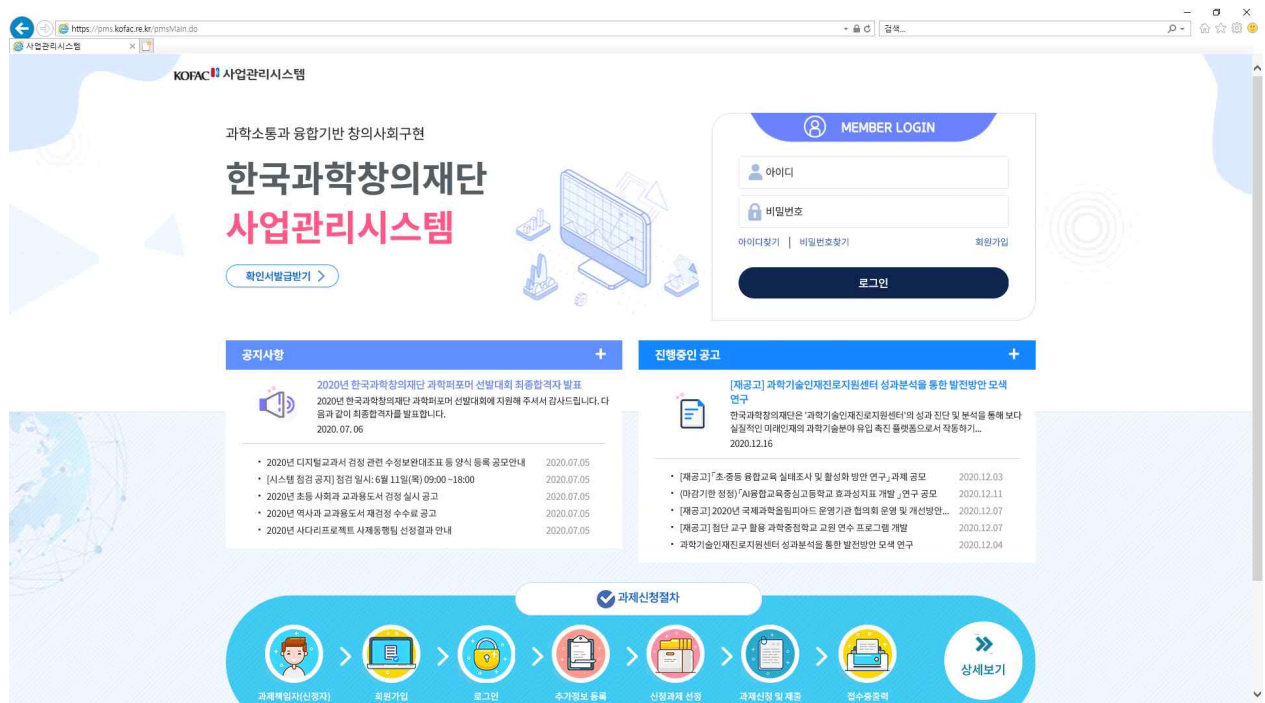 https://pms.kofac.re.kr/pmsMain.do
검색...
사업관리시스템
KOFAC 사업관리시스템
과학소통과 융합기반 창의사회구현
한국과학창의재단
사업관리시스템
확인서발급받기
MEMBER LOGIN
아이디
비밀번호
아이디찾기 | 비밀번호찾기 회원가입
로그인
공지사항 +
2020년 한국과학창의재단 과학퍼포머 선발대회 최종합격자 발표
2020년 한국과학창의재단 과학퍼포머 선발대회에 지원해 주셔서 감사드립니다. 다
음과 같이 최종합격자를 발표합니다.
2020. 07. 06
• 2020년 디지털교과서 검정 관련 수정보완대조표 등 양식 등록 공모안내 2020.07.05
• [시스템 점검 공지] 점검 일시: 6월 11일(목) 09:00 ~18:00 2020.07.05
• 2020년 초등 사회과 교과용도서 검정 실시 공고 2020.07.05
• 2020년 역사과 교과용도서 재검정 수수료 공고 2020.07.05
• 2020년 사다리프로젝트 사제동행팀 선정결과 안내 2020.07.05
진행중인 공고 +
[재공고] 과학기술인재진로지원센터 성과분석을 통한 발전방안 모색
연구
한국과학창의재단은 '과학기술인재진로지원센터'의 성과 진단 및 분석을 통해 보다
실질적인 미래인재의 과학기술분야 유입 촉진 플랫폼으로서 작동하기...
2020.12.16
• [재공고]「초·중등 융합교육 실태조사 및 활성화 방안 연구」과제 공모 2020.12.03
• (마감기한 정정)「AI융합교육중심고등학교 효과성지표 개발 」연구 공모 2020.12.11
• [재공고] 2020년 국제과학올림피아드 운영기관 협의회 운영 및 개선방안... 2020.12.07
• [재공고] 첨단 교구 활용 과학중점학교 교원 연수 프로그램 개발 2020.12.07
• 과학기술인재진로지원센터 성과분석을 통한 발전방안 모색 연구 2020.12.04
과제신청절차
과제책임자(신청자)
회원가입
로그인
추가정보 등록
신청과제 선정
과제신청 및 제출
접수증출력
상세보기